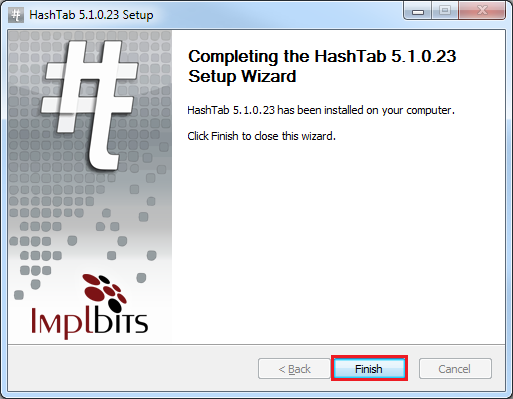 HashTab 5.1.0.23 Setup
Completing the HashTab 5.1.0.23
Setup Wizard
HashTab 5.1.0.23 has been installed on your computer.
Click Finish to close this wizard.
Implbits
< Back
Finish
Cancel